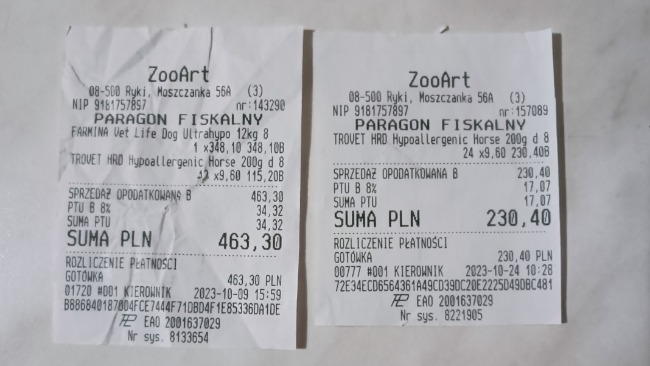 ZooArt
08-500 Ryki, Moszczanka 56A (3)
NIP 9181757897 nr:143290
PARAGON FISKALNY
FARMINA Vet Life Dog Ultrahypo 12kg 8
1 x348,10 348,10B
TROVET HRD Hypoallergenic Horse 200g d 8
12 x9,60 115,20B
SPRZEDAŻ OPODATKOWANA B 463,30
PTU B 8% 34,32
SUMA PTU 34,32
SUMA PLN 463,30
ROZLICZENIE PŁATNOŚCI
GOTÓWKA 463,30 PLN
01720 #001 KIEROWNIK 2023-10-09 15:59
B886840187004FCE7444F71DBD4F1E85336DA1DE
EAO 2001637029
Nr sys. 8133654
ZooArt
08-500 Ryki, Moszczanka 56A (3)
NIP 9181757897 nr:157089
PARAGON FISKALNY
TROVET HRD Hypoallergenic Horse 200g d 8
24 x9,60 230,40B
SPRZEDAŻ OPODATKOWANA B 230,40
PTU B 8% 17,07
SUMA PTU 17,07
SUMA PLN 230,40
ROZLICZENIE PŁATNOŚCI
GOTÓWKA 230,40 PLN
00777 #001 KIEROWNIK 2023-10-24 10:28
72E34ECD6564361A49CD39DC20E2225D49DBC481
EAO 2001637029
Nr sys. 8221905